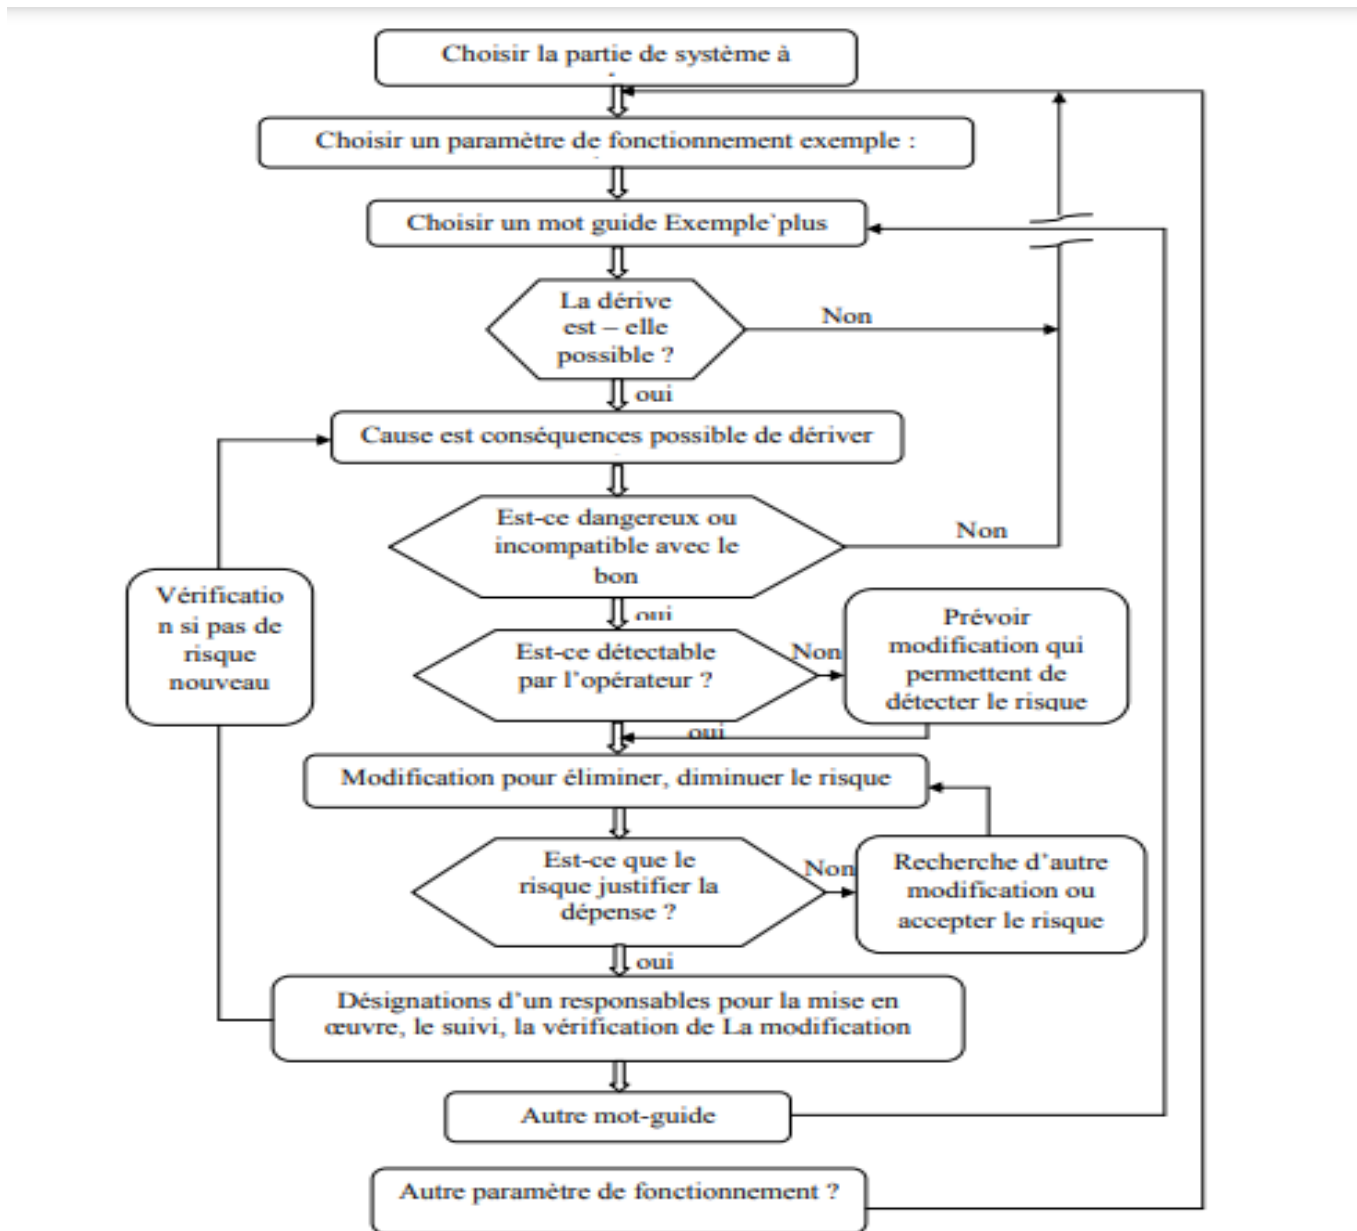 Choisir la partie de système à
Choisir un paramètre de fonctionnement exemple :
Choisir un mot guide Exemple`plus
La dérive
est – elle
possible ?
Non
oui
Cause est conséquences possible de dériver
Est-ce dangereux ou
incompatible avec le
bon
Non
oui
Vérificatio
n si pas de
risque
nouveau
Est-ce détectable
par l’opérateur ?
Non
Prévoir
modification qui
permettent de
détecter le risque
oui
Modification pour éliminer, diminuer le risque
Est-ce que le
risque justifier la
dépense ?
Non
Recherche d’autre
modification ou
accepter le risque
oui
Désignations d’un responsables pour la mise en
œuvre, le suivi, la vérification de La modification
Autre mot-guide
Autre paramètre de fonctionnement ?